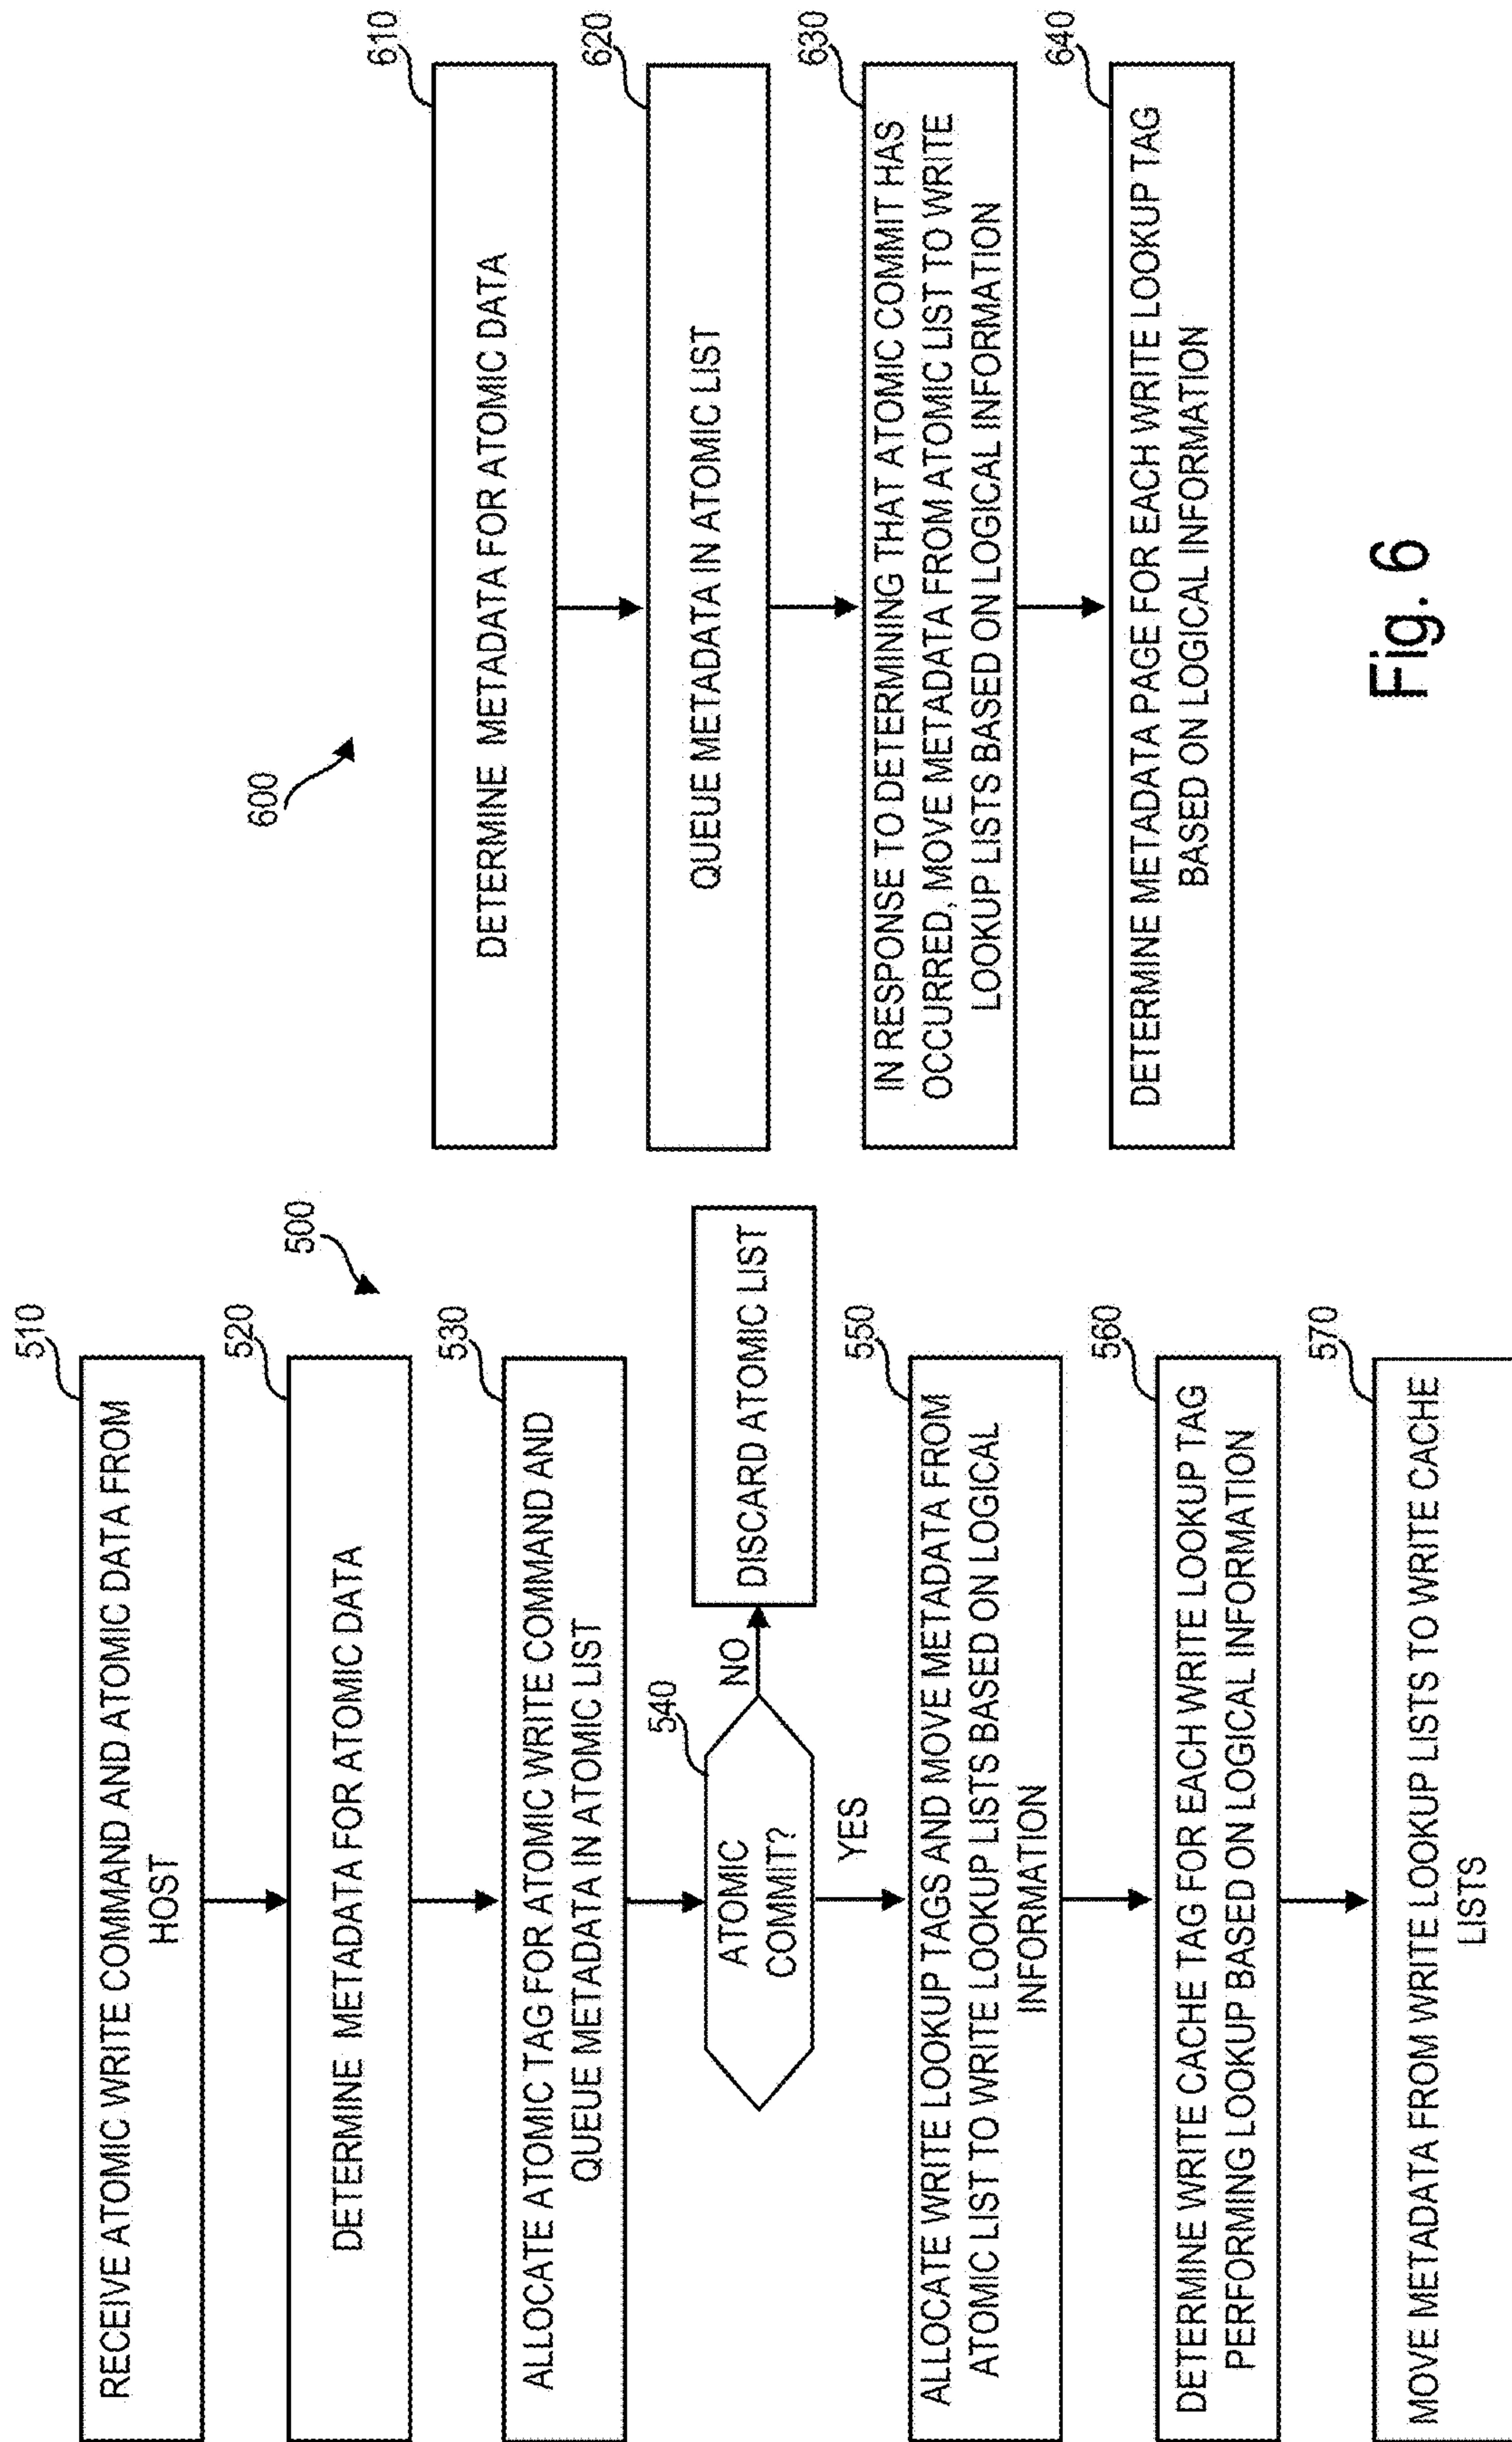 500
510
RECEIVE ATOMIC WRITE COMMAND AND ATOMIC DATA FROM
HOST
520
DETERMINE METADATA FOR ATOMIC DATA
530
ALLOCATE ATOMIC TAG FOR ATOMIC WRITE COMMAND AND
QUEUE METADATA IN ATOMIC LIST
540
ATOMIC
COMMIT?
NO
DISCARD ATOMIC LIST
YES
550
ALLOCATE WRITE LOOKUP TAGS AND MOVE METADATA FROM
ATOMIC LIST TO WRITE LOOKUP LISTS BASED ON LOGICAL
INFORMATION
560
DETERMINE WRITE CACHE TAG FOR EACH WRITE LOOKUP TAG
PERFORMING LOOKUP BASED ON LOGICAL INFORMATION
570
MOVE METADATA FROM WRITE LOOKUP LISTS TO WRITE CACHE
LISTS
600
610
DETERMINE METADATA FOR ATOMIC DATA
620
QUEUE METADATA IN ATOMIC LIST
630
IN RESPONSE TO DETERMINING THAT ATOMIC COMMIT HAS
OCCURRED, MOVE METADATA FROM ATOMIC LIST TO WRITE
LOOKUP LISTS BASED ON LOGICAL INFORMATION
640
DETERMINE METADATA PAGE FOR EACH WRITE LOOKUP TAG
BASED ON LOGICAL INFORMATION
Fig. 6